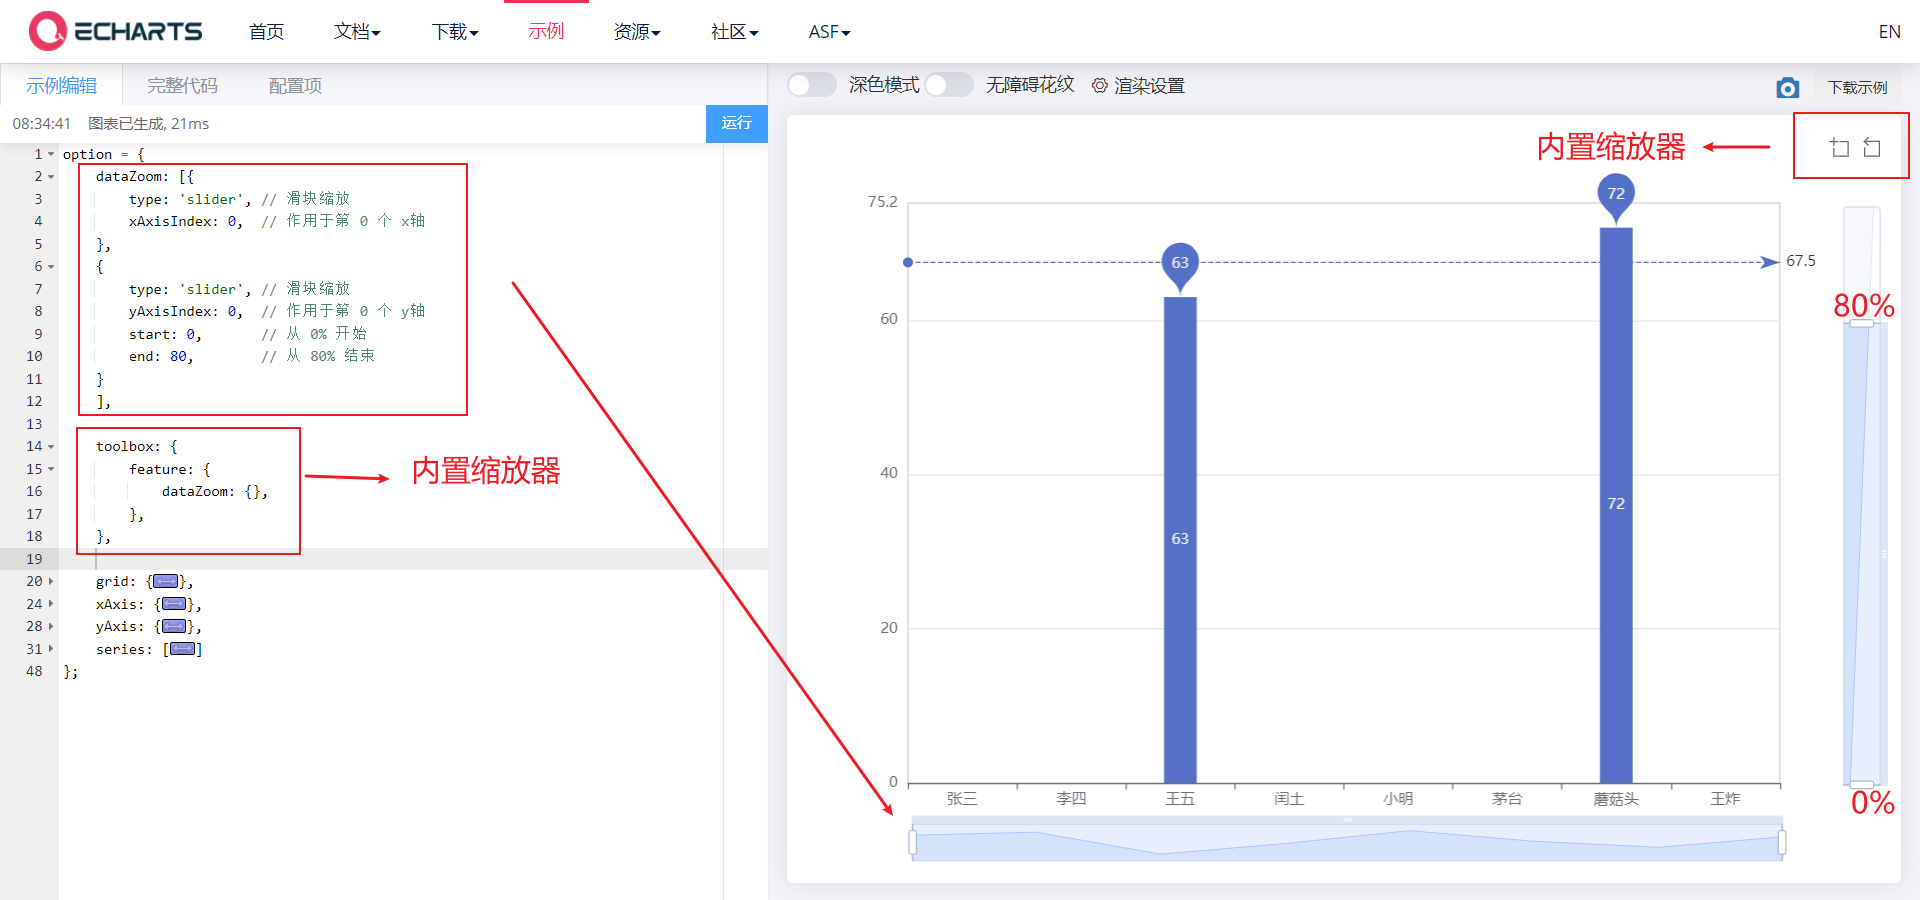 ECHARTS 首页 文档 下载 示例 资源 社区 ASF EN
示例编辑 完整代码 配置项
08:34:41 图表已生成, 21ms 运行
1 option = {
2 dataZoom: [{
3 type: 'slider', // 滑块缩放
4 xAxisIndex: 0, // 作用于第 0 个 x轴
5 },
6 {
7 type: 'slider', // 滑块缩放
8 yAxisIndex: 0, // 作用于第 0 个 y轴
9 start: 0, // 从 0% 开始
10 end: 80, // 从 80% 结束
11 }
12 ],
13
14 toolbox: {
15 feature: {
16 dataZoom: {},
17 },
18 },
19
20 grid: {},
24 xAxis: {},
28 yAxis: {},
31 series: []
48 };
内置缩放器
深色模式 无障碍花纹 渲染设置 下载示例
内置缩放器
75.2
72
63
67.5
80%
60
40
72
63
20
0
张三 李四 王五 闰土 小明 茅台 蘑菇头 王炸
0%